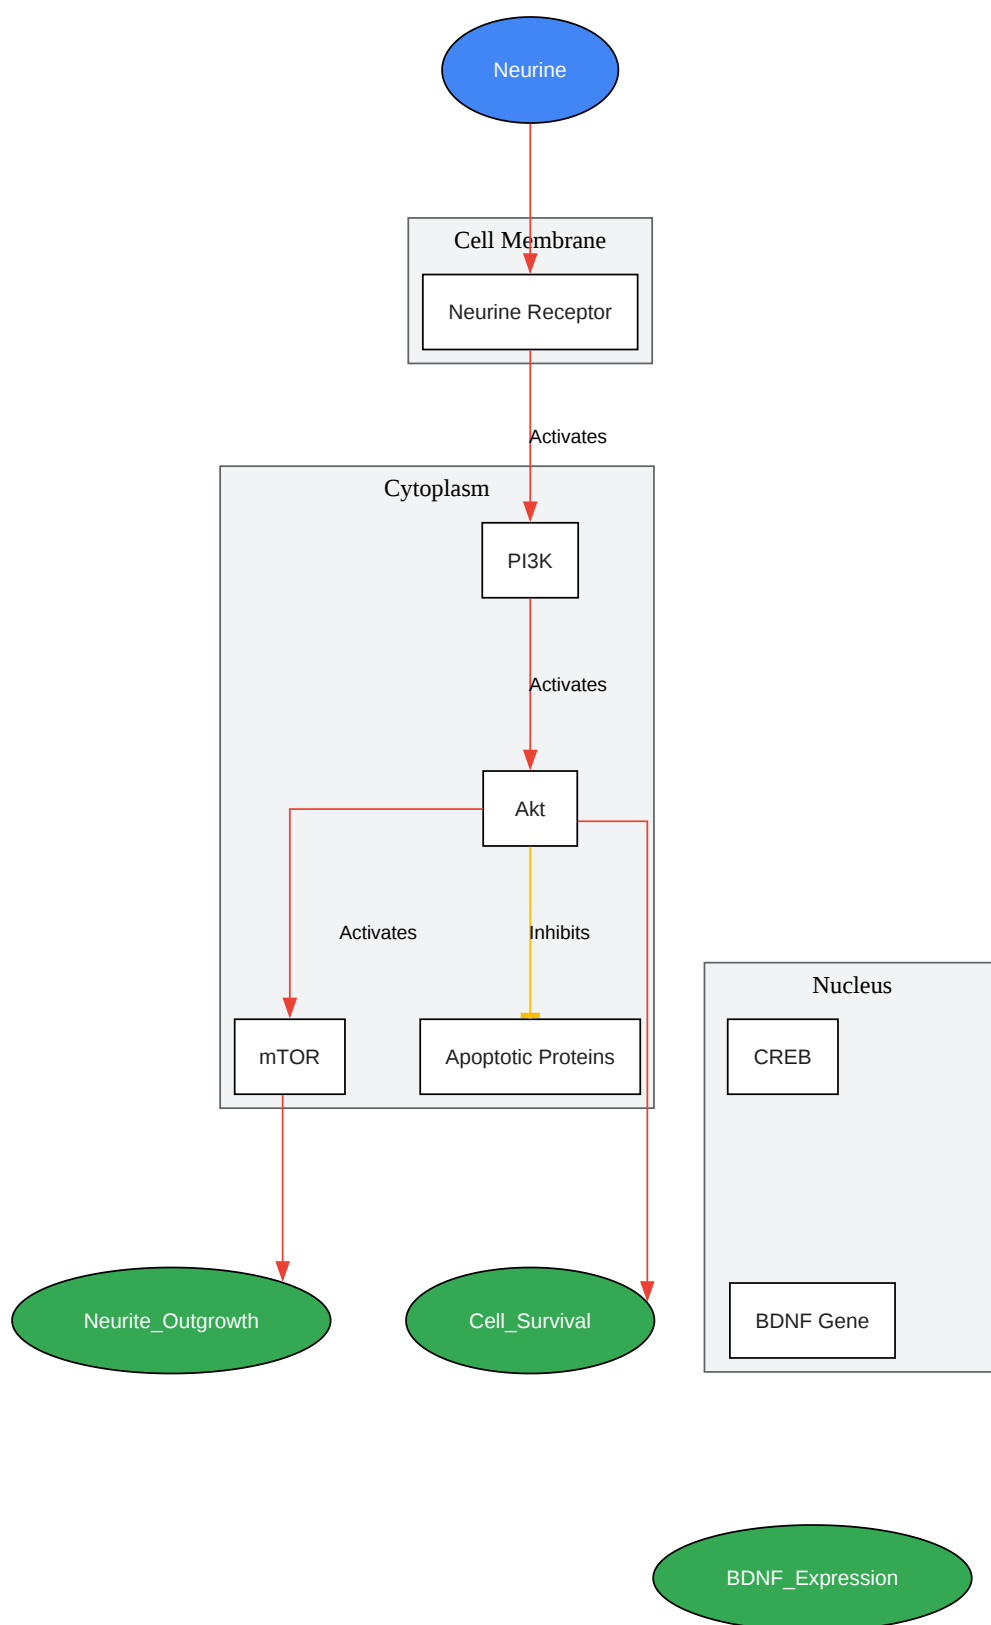 Neurine
Cell Membrane
Neurine Receptor
Activates
Cytoplasm
PI3K
Activates
Akt
Activates
Inhibits
Nucleus
mTOR
Apoptotic Proteins
CREB
Neurite_Outgrowth
Cell_Survival
BDNF Gene
BDNF_Expression